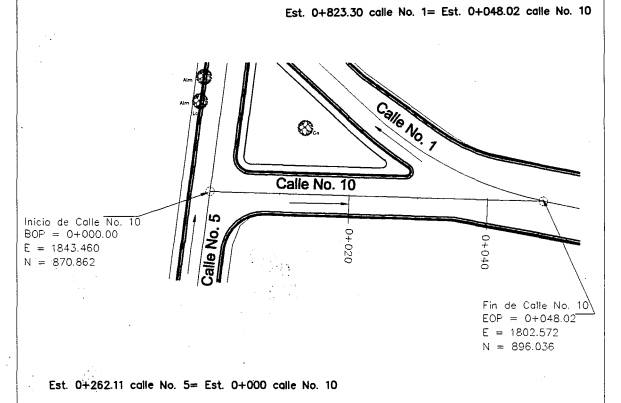 Est. 0+823.30 calle No. 1= Est. 0+048.02 calle No. 10
Alm
Alm
Ca
Calle No. 1
Calle No. 10
Inicio de Calle No. 10
BOP = 0+000.00
E = 1843.460
N = 870.862
Calle No. 5
0+020
0+040
Fin de Calle No. 10
EOP = 0+048.02
E = 1802.572
N = 896.036
Est. 0+262.11 calle No. 5= Est. 0+000 calle No. 10